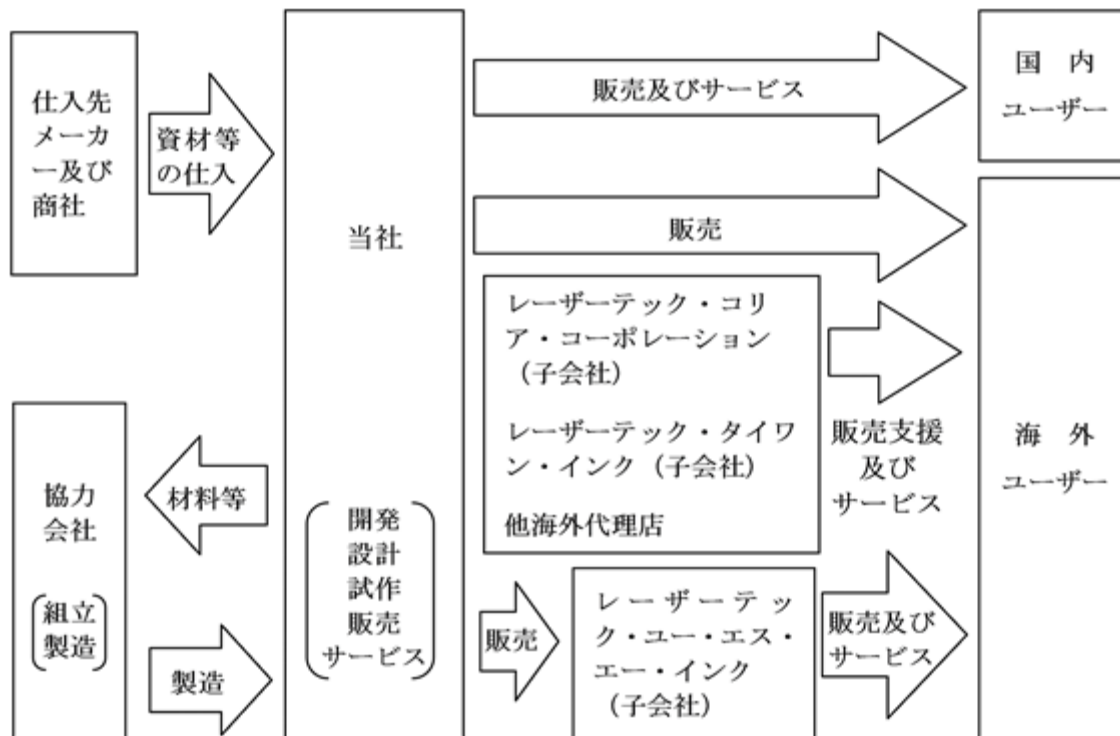 仕入先
メーカ
ー及び
商社
資材等
の仕入
当社
開発
設計
試作
販売
サービス
協力
会社
組立
製造
材料等
製造
販売及びサービス
販売
レーザーテック・コリ
ア・コーポレーション
（子会社）
レーザーテック・タイワ
ン・インク（子会社）
他海外代理店
販売支援
及び
サービス
販売
レーザーテッ
ク・ユー・エス・
エー・インク
（子会社）
販売及び
サービス
国内
ユーザー
海外
ユーザー